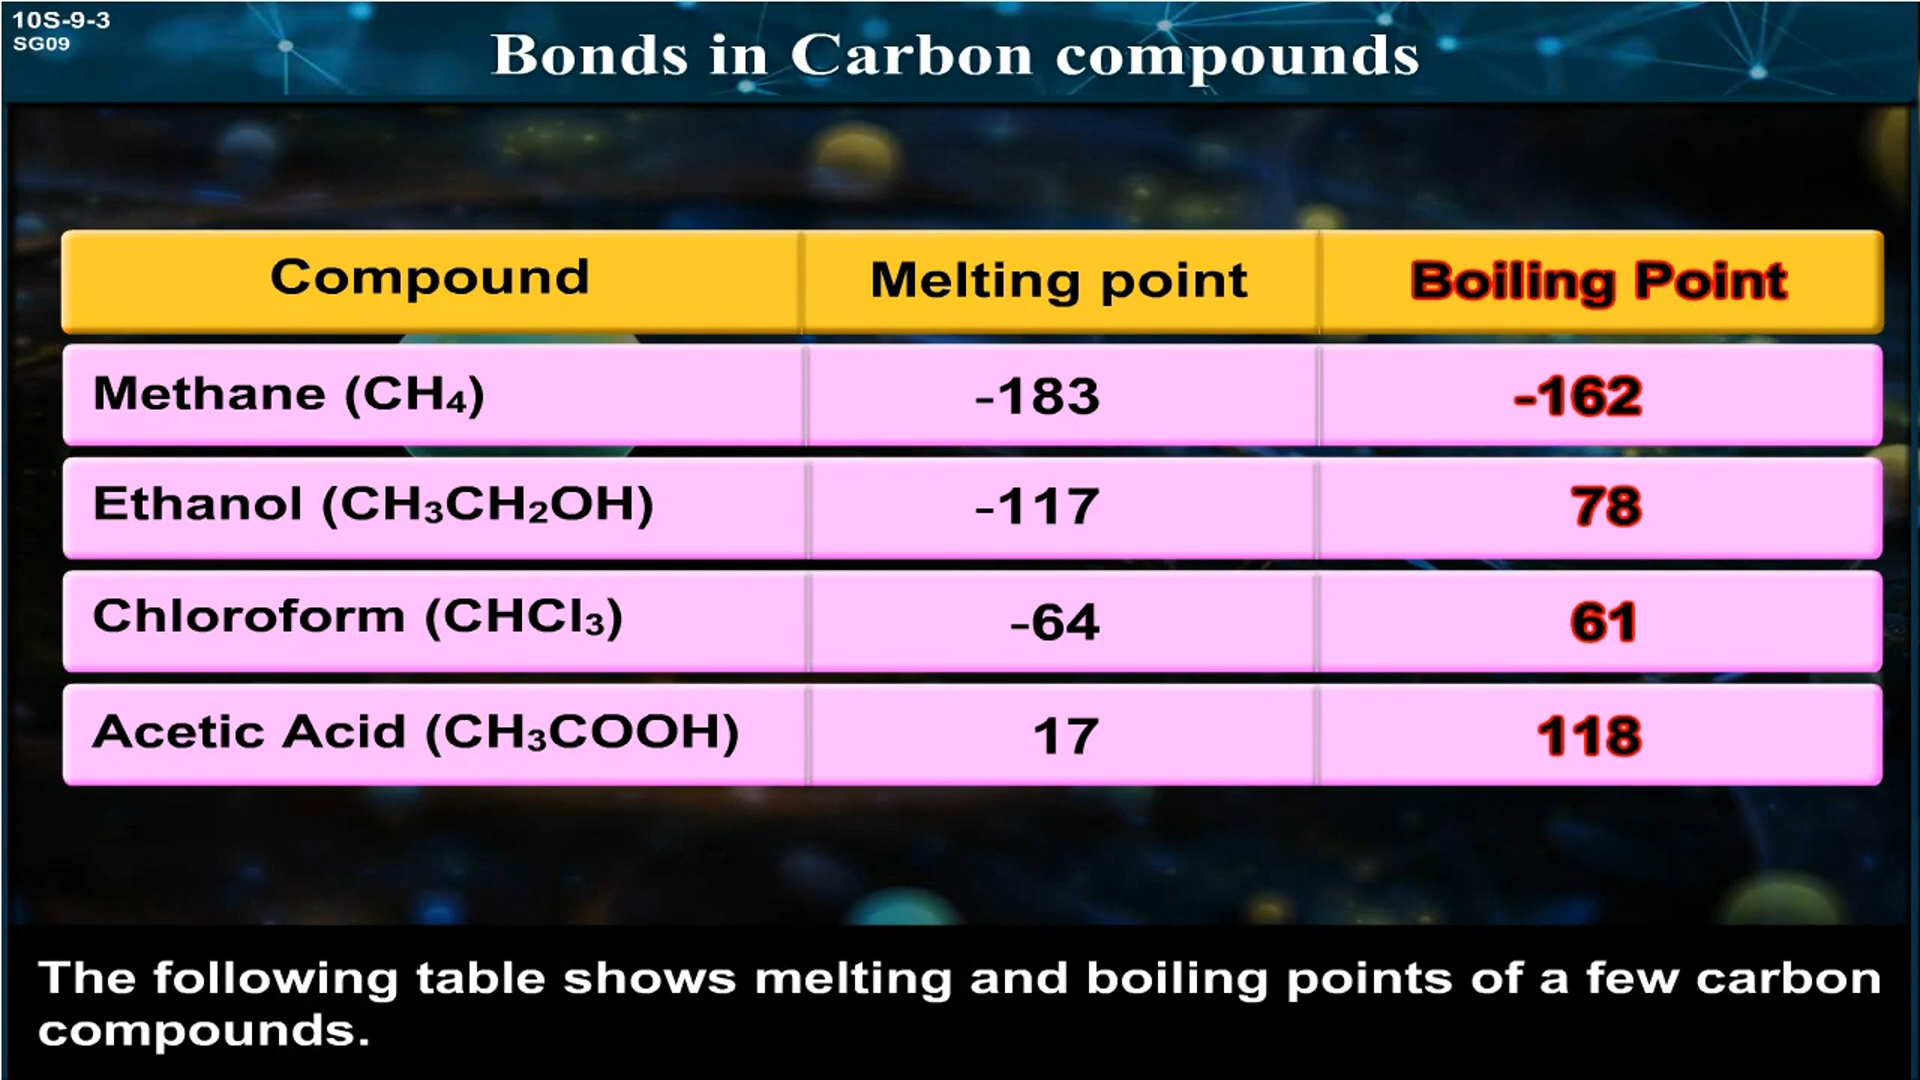 10S-9-3
SG09
Bonds in Carbon compounds
Compound Melting point Boiling Point
Methane (CH₄) -183 -162
Ethanol (CH₃CH₂OH) -117 78
Chloroform (CHCl₃) -64 61
Acetic Acid (CH₃COOH) 17 118
The following table shows melting and boiling points of a few carbon
compounds.